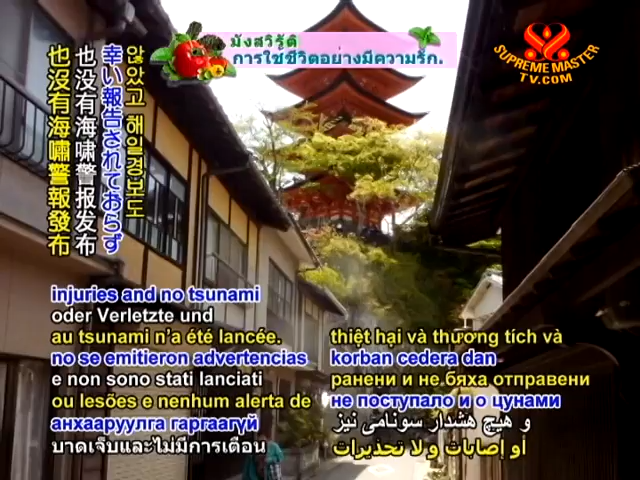 มังสวิรัติ
การใช้ชีวิตอย่างมีความรัก.
SUPREME MASTER
TV.COM
않았고 해일경보도
幸い報告されておらず
也没有海啸警报发布
也沒有海嘯警報發布
injuries and no tsunami
oder Verletzte und
au tsunami n'a été lancée.
no se emitieron advertencias
e non sono stati lanciati
ou lesões e nenhum alerta de
анхааруулга гаргаагүй
บาดเจ็บและไม่มีการเตือน
thiệt hại và thương tích và
korban cedera dan
ранени и не бяха отправени
не поступало и о цунами
و هیچ هشدار سونامی نیز
أو إصابات و لا تحذيرات